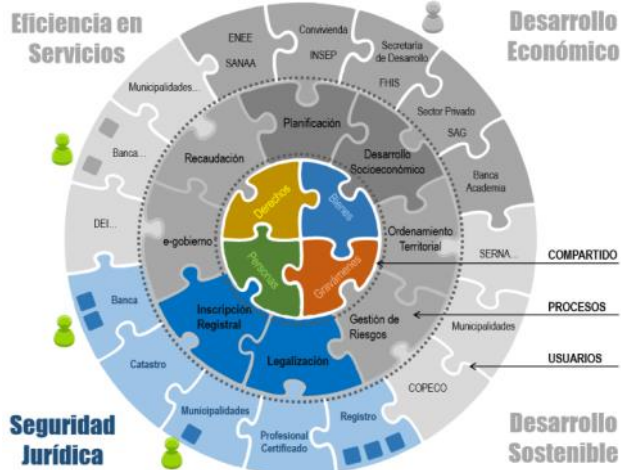 Eficiencia en
Servicios
Desarrollo
Económico
ENEE
SANAA
Convivienda
INSEP
Secretaría
de Desarrollo
FHIS
Municipalidades...
Sector Privado
SAG
Planificación
Banca...
Recaudación
Desarrollo
Socioeconómico
Banca
Academia
Derechos
Bienes
DEI...
e-gobierno
Ordenamiento
Territorial
SERNA...
COMPARTIDO
Personas
Gravámenes
Banca
Inscripción
Registral
Gestión de
Riesgos
PROCESOS
Municipalidades
Catastro
Legalización
USUARIOS
COPECO
Municipalidades
Profesional
Certificado
Registro
Seguridad
Jurídica
Desarrollo
Sostenible